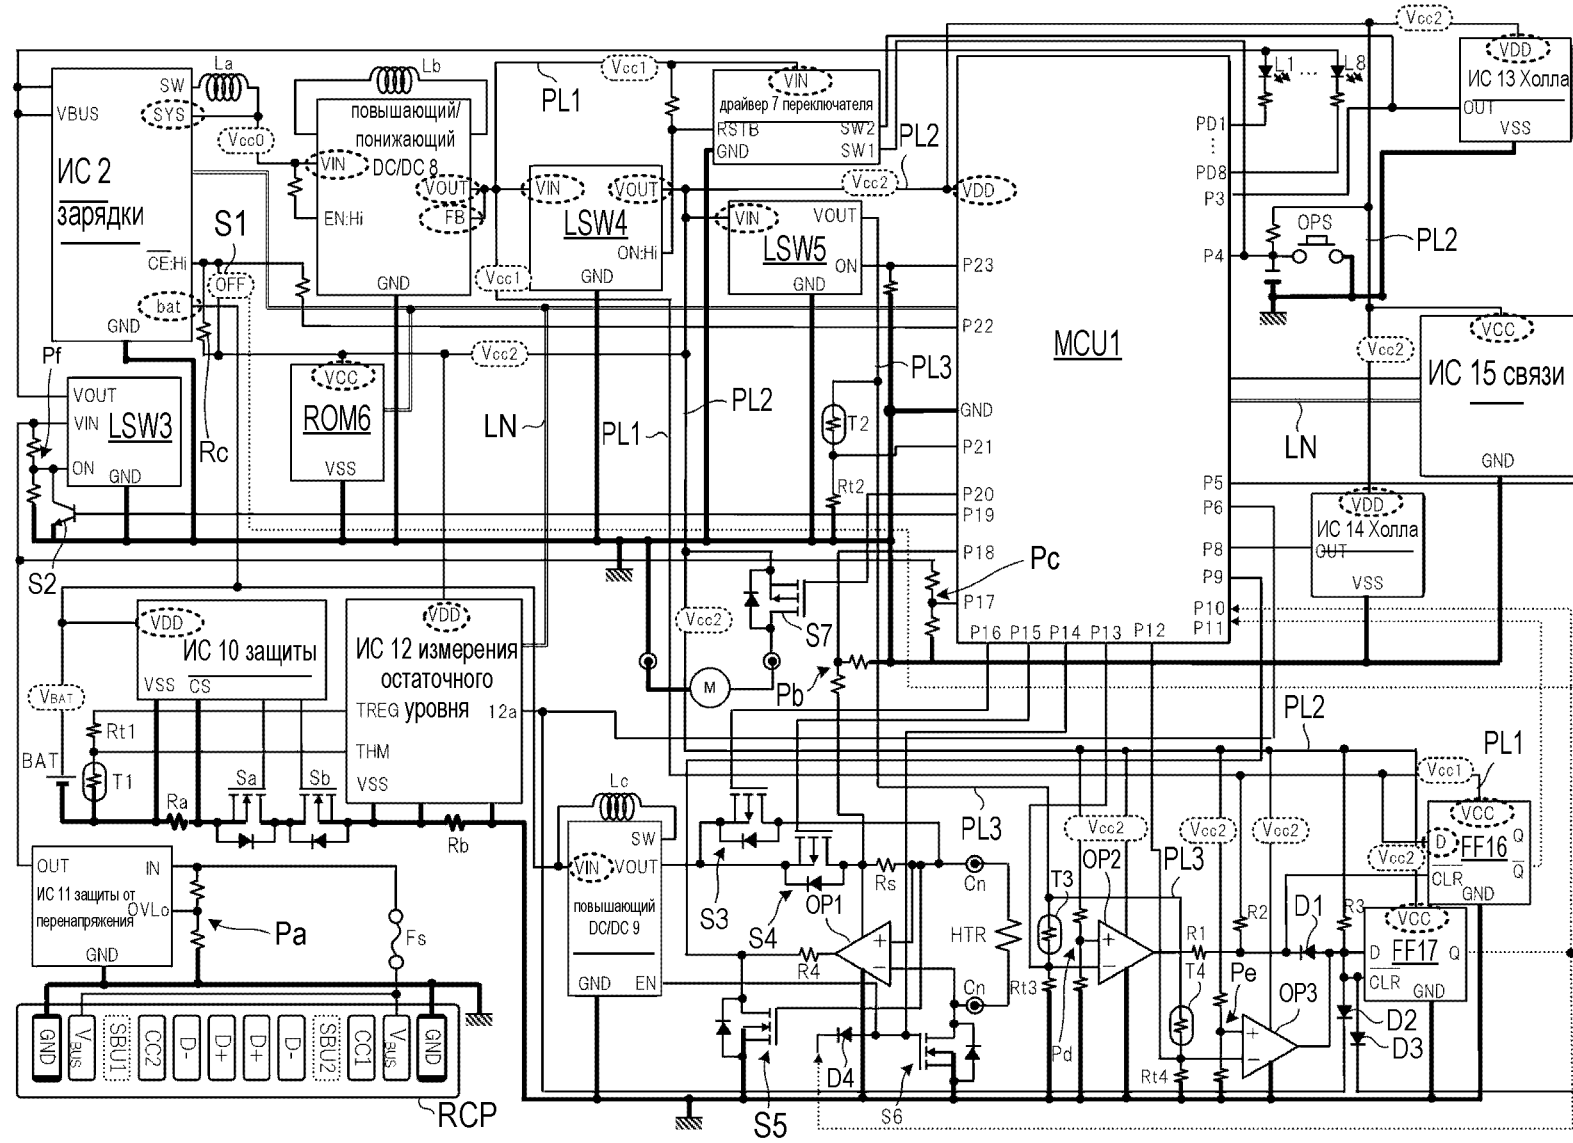 La
Lb
Vcc1
PL1
Vcc2
L1 ... L8
VDD
ИС 13 Холла
OUT
VSS
SW
VBUS
SYS
Vcc0
ИС 2
зарядки
CE:Hi
bat
GND
повышающий/
понижающий
DC/DC 8
VIN
VOUT
FB
EN:Hi
GND
VIN
драйвер 7 переключателя
RSTB
SW2
GND
SW1
PL2
Vcc2
VIN
VOUT
LSW4
ON:Hi
GND
Vcc1
VIN
VOUT
LSW5
ON
GND
VDD
PD1
PD8
P3
P4
OPS
PL2
P23
P22
MCU1
S1
OFF
Vcc2
VCC
Vcc2
ИС 15 связи
GND
Pf
VOUT
VIN
LSW3
ON
GND
Rc
VCC
ROM6
VSS
LN
PL1
PL2
PL3
T2
Rt2
GND
P21
P20
P19
P18
P17
LN
P5
P6
P8
P9
P10
P11
VDD
ИС 14 Холла
OUT
VSS
S2
Pc
S7
Vcc2
M
Pb
P16 P15 P14 P13 P12
VDD
ИС 10 защиты
VSS
CS
VDD
ИС 12 измерения
остаточного
уровня
TREG
12a
THM
VSS
VBAT
BAT
Rt1
T1
Ra
Sa
Sb
Rb
Lc
SW
VIN
VOUT
повышающий
DC/DC 9
GND
EN
S3
S4
OP1
Rs
R4
+
−
Cn
HTR
Cn
PL3
T3
Rt3
Pd
Vcc2
OP2
+
−
PL3
R1
T4
Rt4
Vcc2
Vcc2
R2
Pe
OP3
+
−
D1
R3
D2
D3
PL2
PL1
Vcc1
Vcc2
VCC
D
Q
FF16
Q
CLR
GND
VCC
D
FF17
Q
CLR
GND
OUT
IN
ИС 11 защиты от
перенапряжения
OVLo
GND
Pa
Fs
GND
VBUS
SBU1
CC2
D-
D+
D+
D-
SBU2
CC1
VBUS
GND
RCP
S5
D4
S6